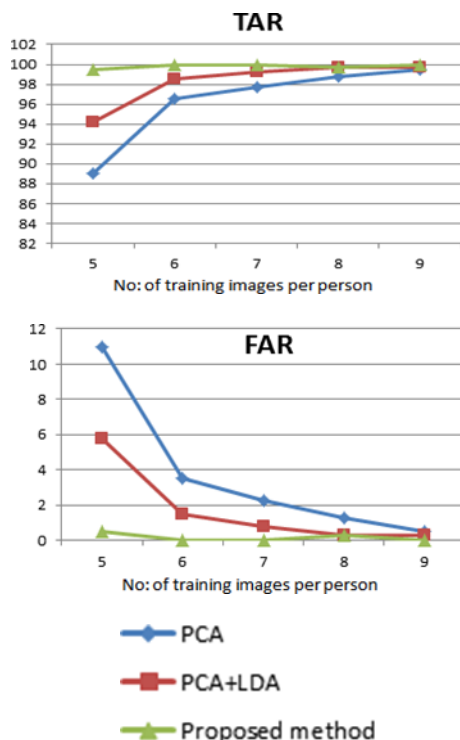 TAR
102
100
98
96
94
92
90
88
86
84
82
5 6 7 8 9
No: of training images per person
FAR
12
10
8
6
4
2
0
5 6 7 8 9
No: of training images per person
PCA
PCA+LDA
Proposed method